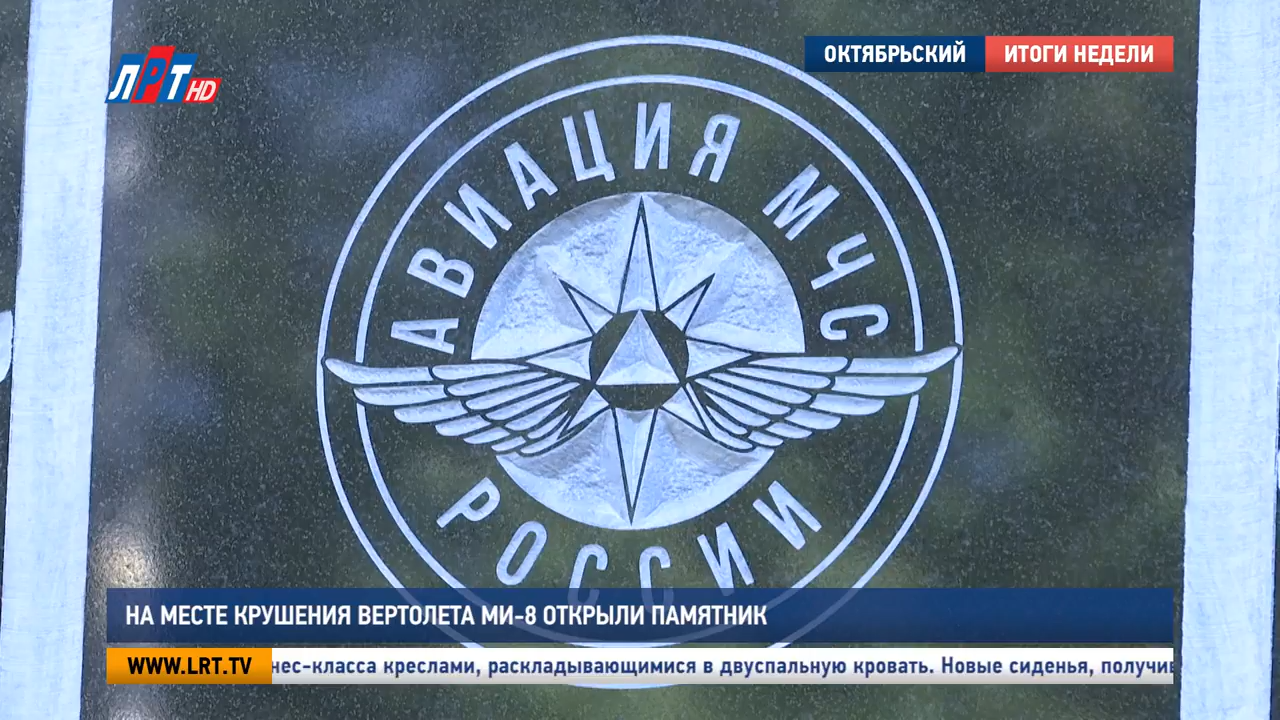 ЛРТ HD
ОКТЯБРЬСКИЙ
ИТОГИ НЕДЕЛИ
АВИАЦИЯ МЧС
РОССИИ
НА МЕСТЕ КРУШЕНИЯ ВЕРТОЛЕТА МИ-8 ОТКРЫЛИ ПАМЯТНИК
WWW.LRT.TV
нес-класса креслами, раскладывающимися в двуспальную кровать. Новые сиденья, получив